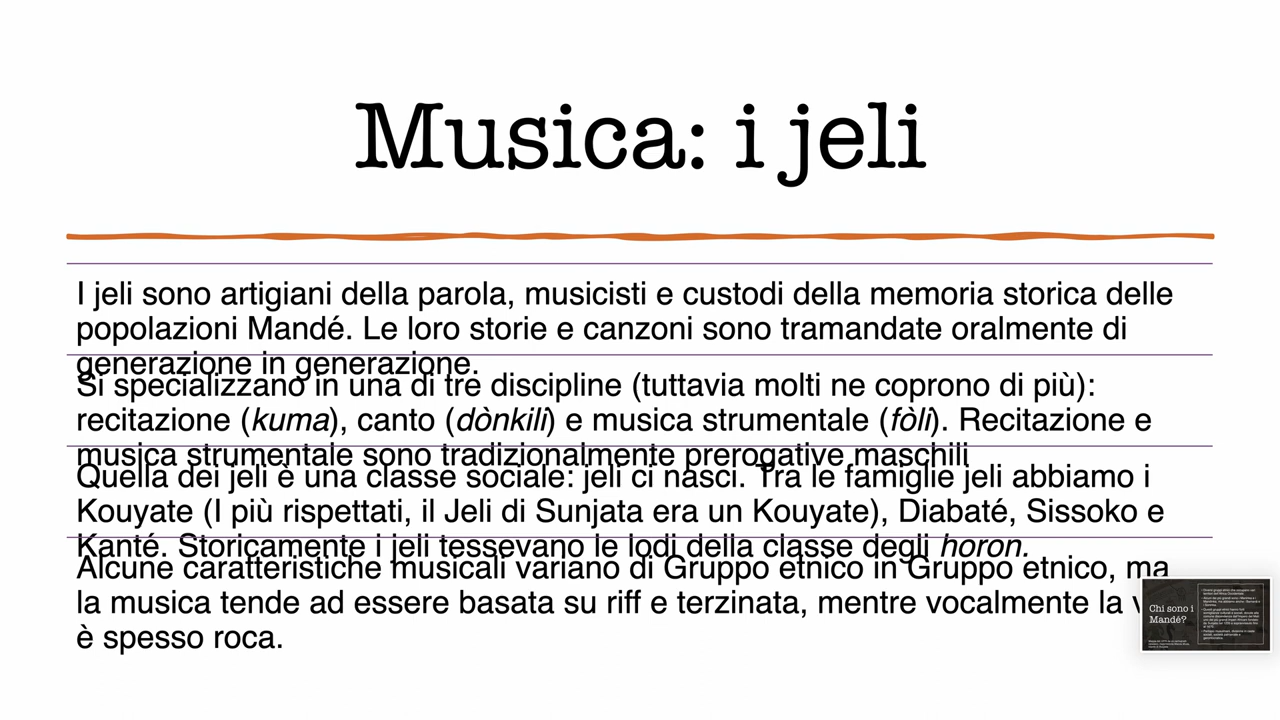 Musica: i jeli
I jeli sono artigiani della parola, musicisti e custodi della memoria storica delle
popolazioni Mandé. Le loro storie e canzoni sono tramandate oralmente di
generazione in generazione.
Si specializzano in una di tre discipline (tuttavia molti ne coprono di più):
recitazione (kuma), canto (dònkili) e musica strumentale (fòli). Recitazione e
musica strumentale sono tradizionalmente prerogative maschili
Quella dei jeli è una classe sociale: jeli ci nasci. Tra le famiglie jeli abbiamo i
Kouyate (I più rispettati, il Jeli di Sunjata era un Kouyate), Diabaté, Sissoko e
Kanté. Storicamente i jeli tessevano le lodi della classe degli horon.
Alcune caratteristiche musicali variano di Gruppo etnico in Gruppo etnico, ma
la musica tende ad essere basata su riff e terzinata, mentre vocalmente la
è spesso roca.
Chi sono i
Mandé?